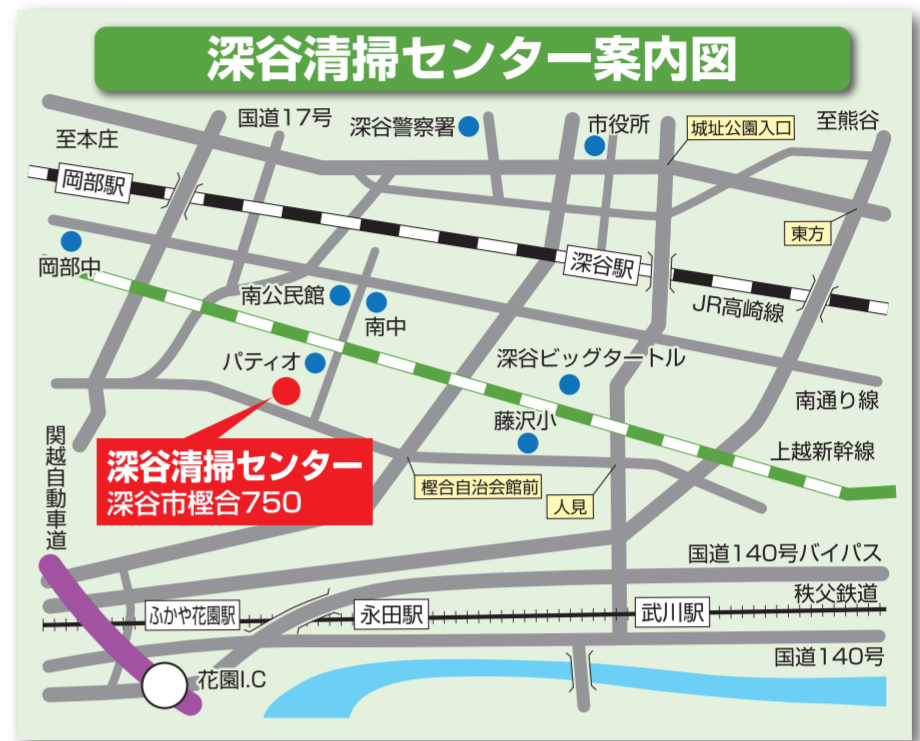 深谷清掃センター案内図
国道17号
深谷警察署
市役所
城址公園入口
至熊谷
至本庄
岡部駅
東方
岡部中
深谷駅
JR高崎線
南公民館
南中
パティオ
深谷ビッグタートル
南通り線
藤沢小
上越新幹線
関越自動車道
深谷清掃センター
深谷市樫合750
樫合自治会館前
人見
国道140号バイパス
秩父鉄道
ふかや花園駅
永田駅
武川駅
国道140号
花園I.C